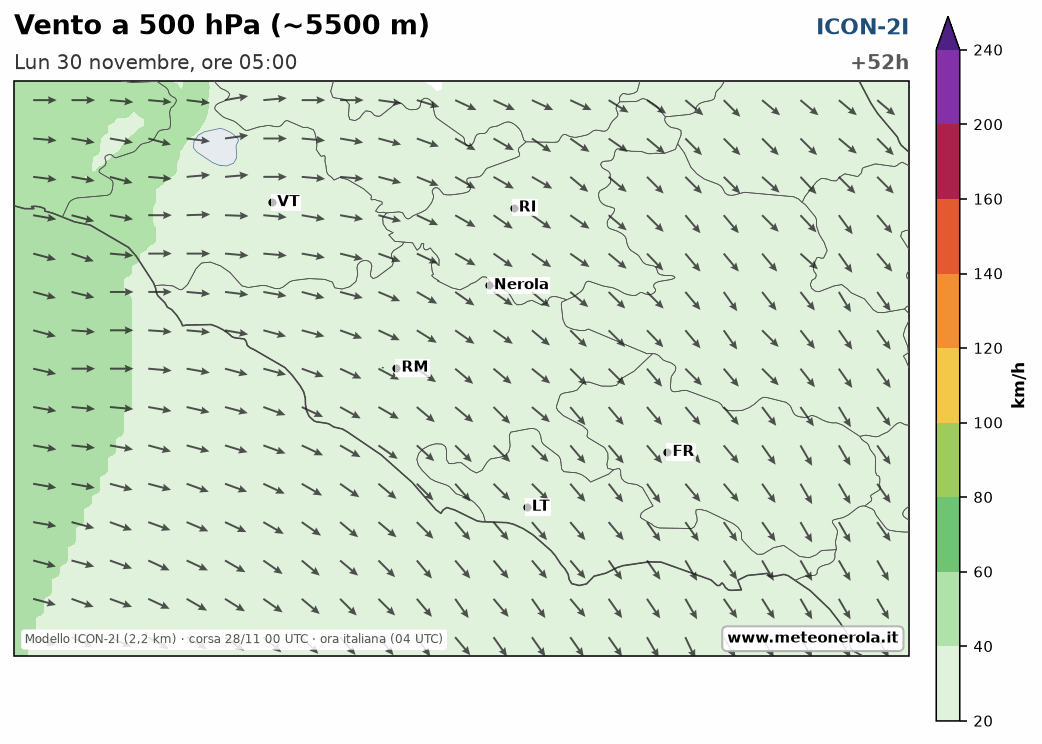 Vento a 500 hPa (~5500 m)
ICON-2I
Lun 30 novembre, ore 05:00
+52h
240
200
160
140
120
100
80
60
40
20
km/h
VT
RI
Nerola
RM
FR
LT
Modello ICON-2I (2,2 km) · corsa 28/11 00 UTC · ora italiana (04 UTC)
www.meteonerola.it